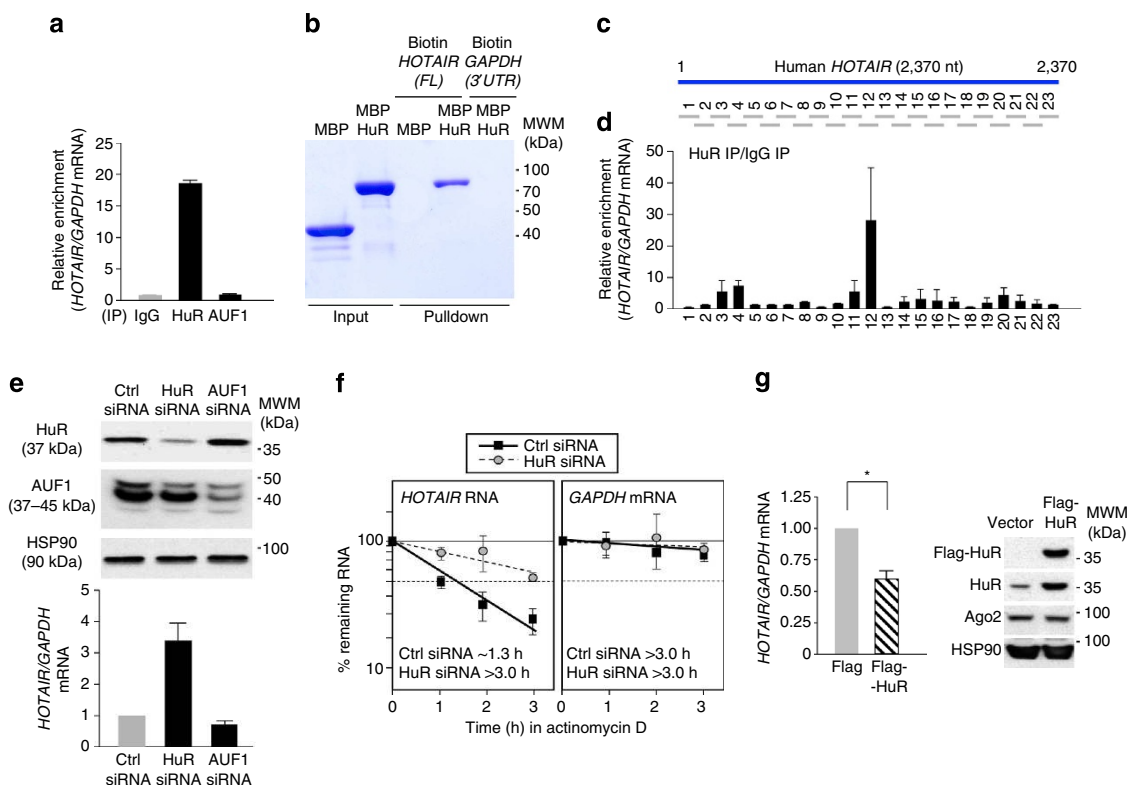 a
Relative enrichment
(HOTAIR/GAPDH mRNA)
25
20
15
10
5
0
(IP) IgG HuR AUF1
b
Biotin Biotin
HOTAIR GAPDH
(FL) (3′UTR)
MBP MBP MBP
MBP HuR MBP HuR HuR
MWM
(kDa)
100
70
50
40
Input Pulldown
c
1 Human HOTAIR (2,370 nt) 2,370
1 2 3 4 5 6 7 8 9 10 11 12 13 14 15 16 17 18 19 20 21 22 23
d
HuR IP/IgG IP
Relative enrichment
(HOTAIR/GAPDH mRNA)
50
40
30
20
10
0
1 2 3 4 5 6 7 8 9 10 11 12 13 14 15 16 17 18 19 20 21 22 23
e
Ctrl HuR AUF1
siRNA siRNA siRNA
MWM
(kDa)
HuR
(37 kDa)
35
AUF1
(37–45 kDa)
50
40
HSP90
(90 kDa)
100
HOTAIR/GAPDH
mRNA
5
4
3
2
1
0
Ctrl HuR AUF1
siRNA siRNA siRNA
f
Ctrl siRNA
HuR siRNA
HOTAIR RNA GAPDH mRNA
% remaining RNA
100
10
Ctrl siRNA ~1.3 h Ctrl siRNA >3.0 h
HuR siRNA >3.0 h HuR siRNA >3.0 h
0 1 2 3 0 1 2 3
Time (h) in actinomycin D
g
*
HOTAIR/GAPDH mRNA
1.25
1.00
0.75
0.50
0.25
0
Flag Flag-
-HuR
Vector Flag-
HuR
MWM
(kDa)
Flag-HuR
35
HuR
35
Ago2
100
HSP90
100